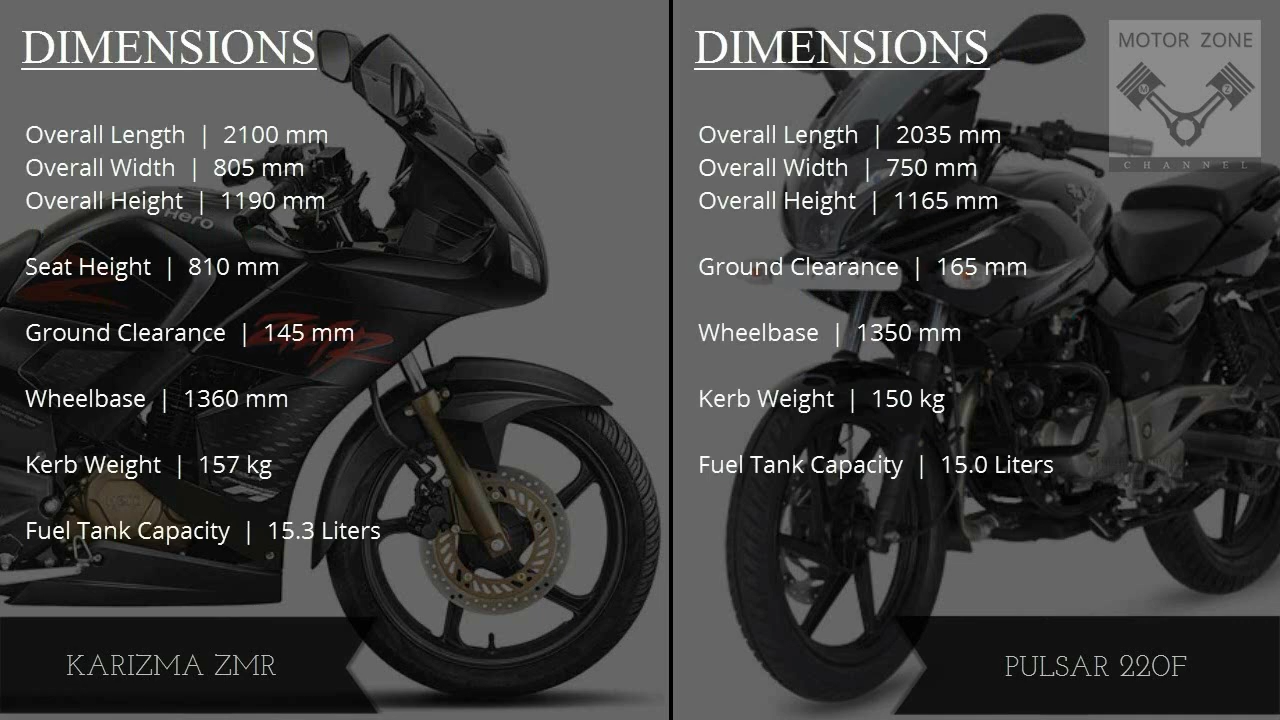 DIMENSIONS
Overall Length | 2100 mm
Overall Width | 805 mm
Overall Height | 1190 mm
Seat Height | 810 mm
Ground Clearance | 145 mm
Wheelbase | 1360 mm
Kerb Weight | 157 kg
Fuel Tank Capacity | 15.3 Liters
Hero
ZMR
KARIZMA ZMR
DIMENSIONS
Overall Length | 2035 mm
Overall Width | 750 mm
Overall Height | 1165 mm
Ground Clearance | 165 mm
Wheelbase | 1350 mm
Kerb Weight | 150 kg
Fuel Tank Capacity | 15.0 Liters
PULSAR 220F
MOTOR ZONE
M Z
CHANNEL